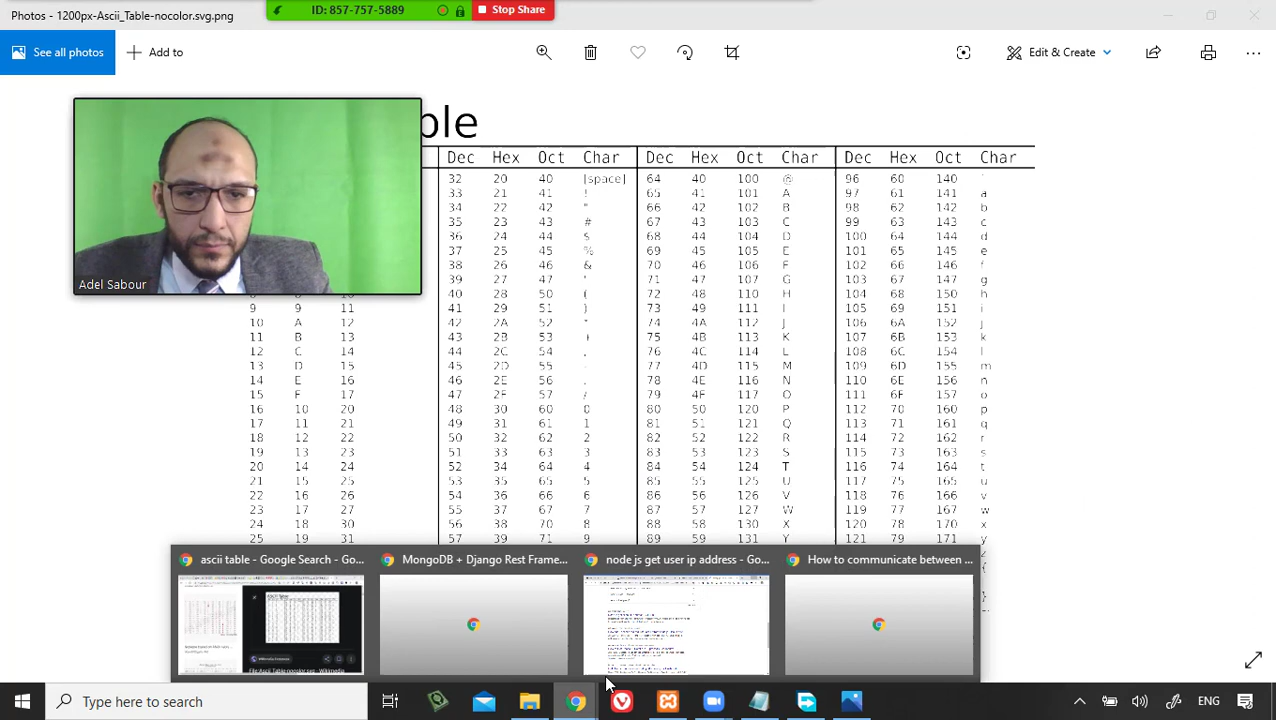 Photos - 1200px-Ascii_Table-nocolor.svg.png
ID: 857-757-5889
Stop Share
See all photos
Add to
Edit & Create
ble
Adel Sabour
Dec Hex Oct Char Dec Hex Oct Char Dec Hex Oct Char
32 20 40 [space] 64 40 100 @ 96 60 140 `
33 21 41 ! 65 41 101 A 97 61 141 a
34 22 42 " 66 42 102 B 98 62 142 b
35 23 43 # 67 43 103 C 99 63 143 c
36 24 44 $ 68 44 104 D 100 64 144 d
37 25 45 % 69 45 105 E 101 65 145 e
38 26 46 & 70 46 106 F 102 66 146 f
39 27 47 ' 71 47 107 G 103 67 147 g
40 28 50 ( 72 48 110 H 104 68 150 h
9 9 11 41 29 51 ) 73 49 111 I 105 69 151 i
10 A 12 42 2A 52 * 74 4A 112 J 106 6A 152 j
11 B 13 43 2B 53 + 75 4B 113 K 107 6B 153 k
12 C 14 44 2C 54 , 76 4C 114 L 108 6C 154 l
13 D 15 45 2D 55 - 77 4D 115 M 109 6D 155 m
14 E 16 46 2E 56 . 78 4E 116 N 110 6E 156 n
15 F 17 47 2F 57 / 79 4F 117 O 111 6F 157 o
16 10 20 48 30 60 0 80 50 120 P 112 70 160 p
17 11 21 49 31 61 1 81 51 121 Q 113 71 161 q
18 12 22 50 32 62 2 82 52 122 R 114 72 162 r
19 13 23 51 33 63 3 83 53 123 S 115 73 163 s
20 14 24 52 34 64 4 84 54 124 T 116 74 164 t
21 15 25 53 35 65 5 85 55 125 U 117 75 165 u
22 16 26 54 36 66 6 86 56 126 V 118 76 166 v
23 17 27 55 37 67 7 87 57 127 W 119 77 167 w
24 18 30 56 38 70 8 88 58 130 X 120 78 170 x
25 19 31 57 39 71 9 89 59 131 Y 121 79 171 y
ascii table - Google Search - Go...
MongoDB + Django Rest Frame...
node js get user ip address - Go...
How to communicate between ...
Type here to search
ENG